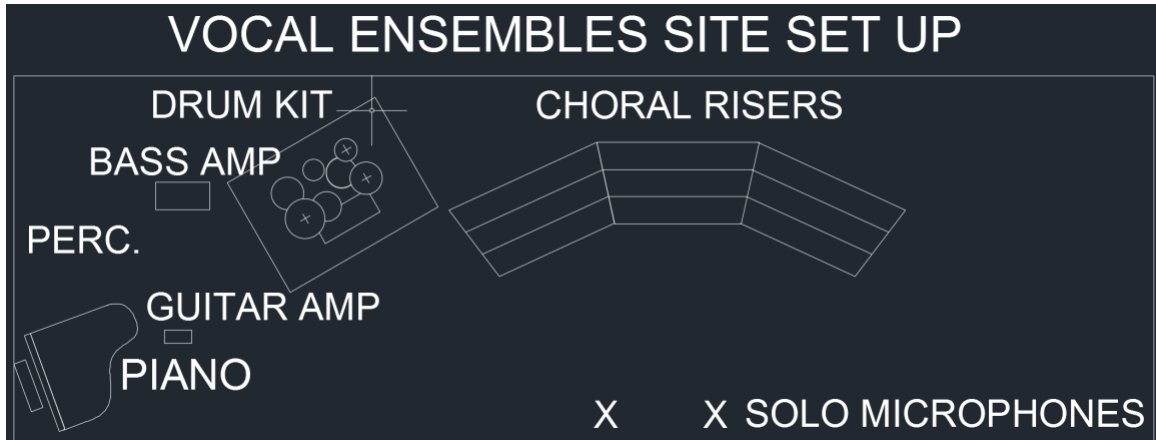 VOCAL ENSEMBLES SITE SET UP
DRUM KIT
CHORAL RISERS
BASS AMP
PERC.
GUITAR AMP
PIANO
X X SOLO MICROPHONES